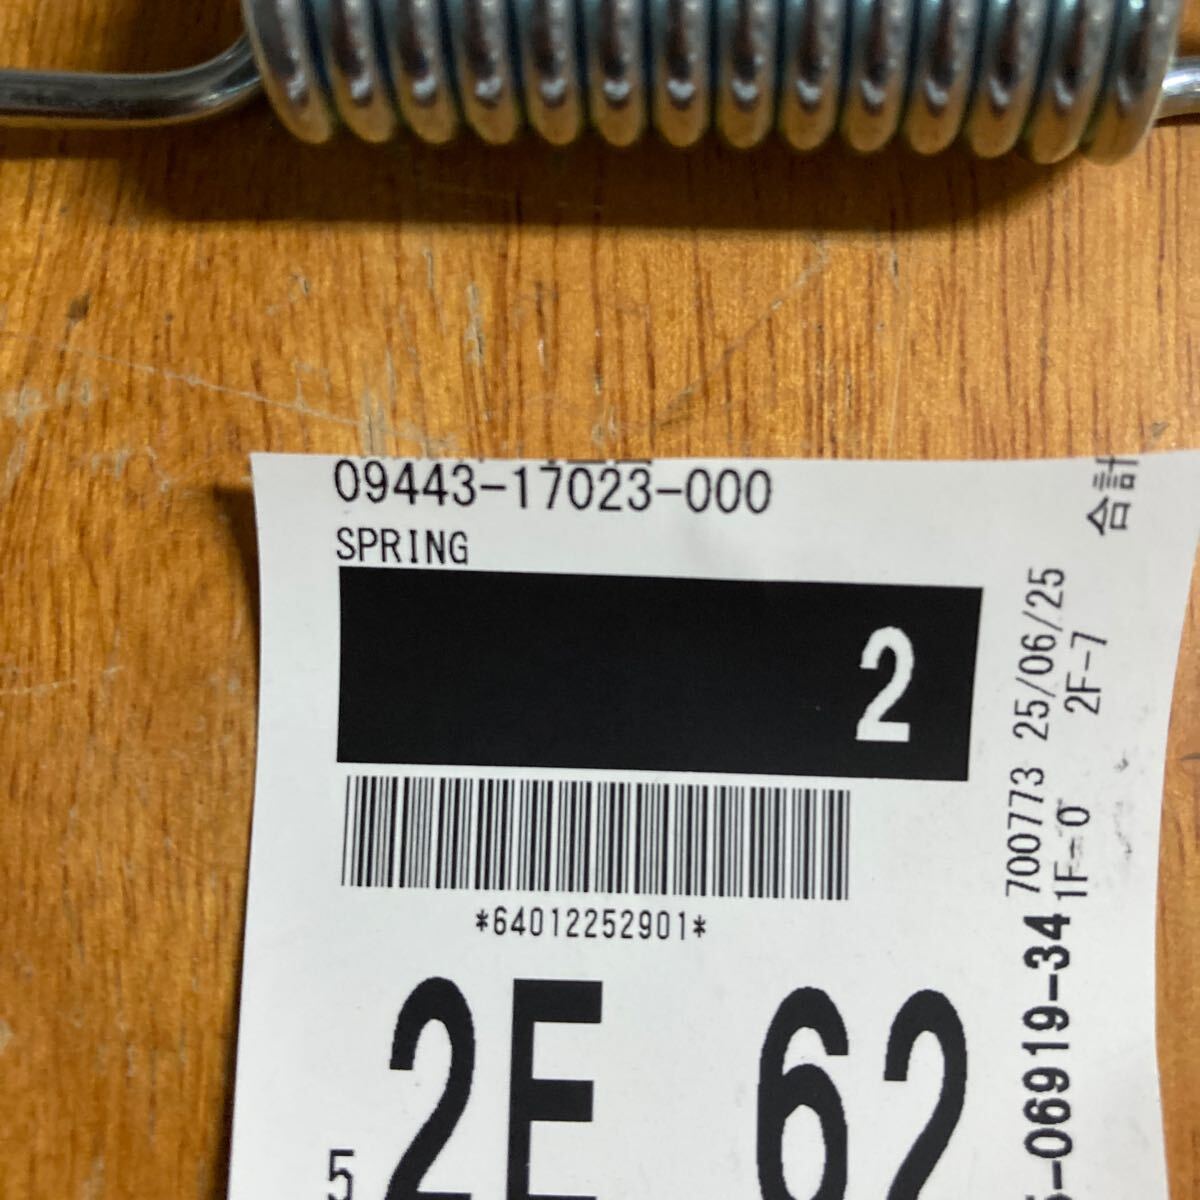 09443-17023-000
SPRING
2
*64012252901*
2E 62
5
合計
700773 25/06/25
1F-0 2F-7
-06919-34